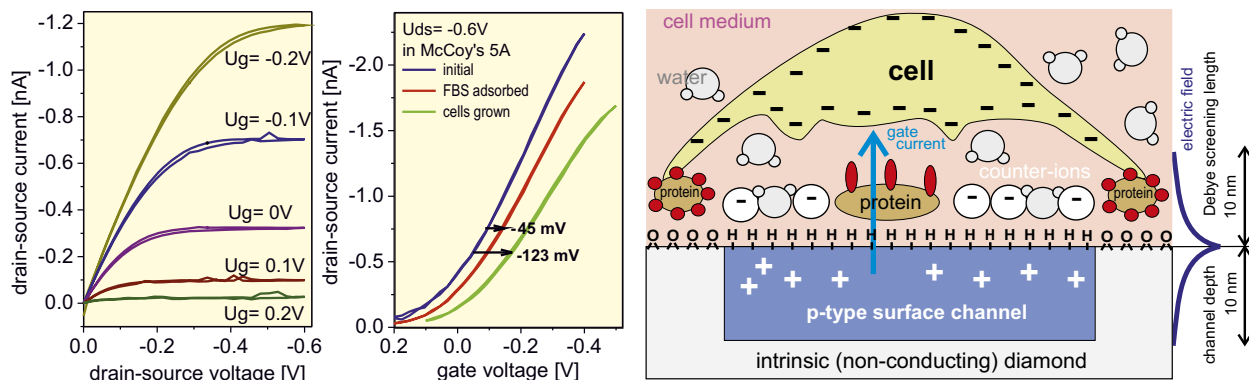 drain-source current [nA]
-1.2
-1.0
-0.8
-0.6
-0.4
-0.2
0.0
Ug= -0.2V
Ug= -0.1V
Ug= 0V
Ug= 0.1V
Ug= 0.2V
0.0
-0.2
-0.4
-0.6
drain-source voltage [V]
drain-source current [nA]
-2.0
-1.5
-1.0
-0.5
0.0
Uds= -0.6V
in McCoy's 5A
initial
FBS adsorbed
cells grown
-45 mV
-123 mV
0.2
0.0
-0.2
-0.4
gate voltage [V]
cell medium
water
cell
gate
current
counter-ions
protein
protein
protein
- - - -
O O O O H H H H H H H H H H H H H H O O O O
+ + + + + + + + +
p-type surface channel
intrinsic (non-conducting) diamond
electric field
Debye screening length
10 nm
channel depth
10 nm